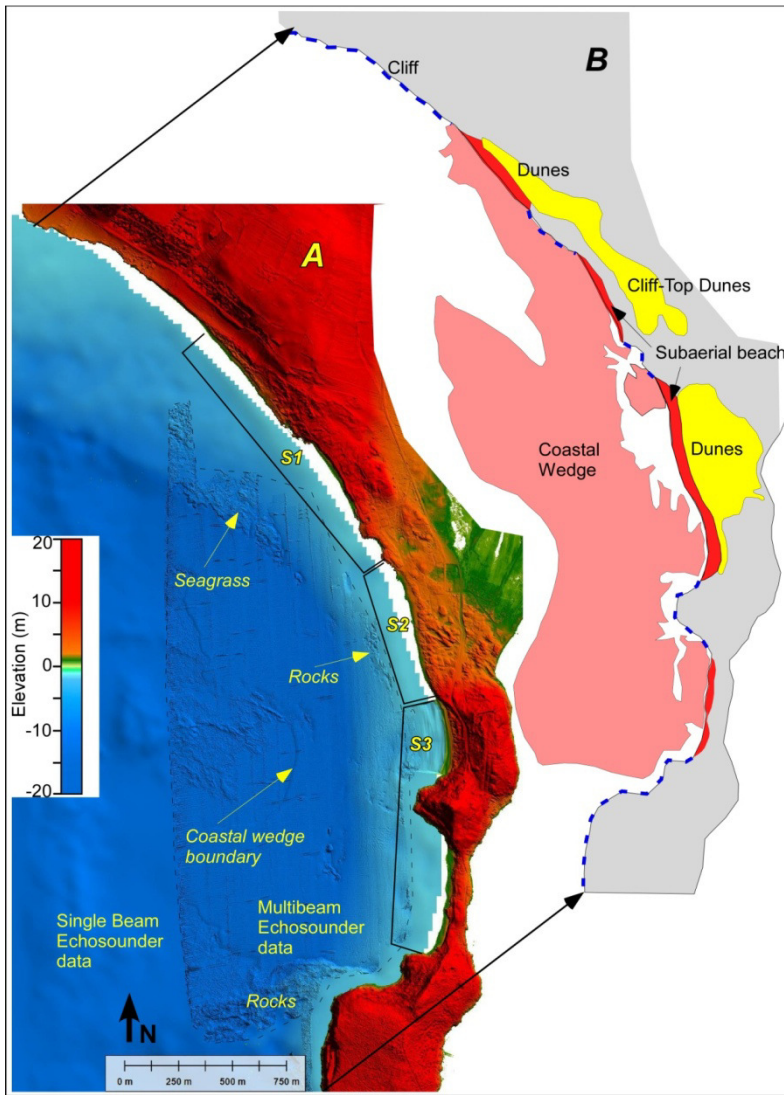 B
Cliff
Dunes
A
Cliff-Top Dunes
Subaerial beach
S1
Coastal
Wedge
Dunes
20
10
0
-10
-20
Elevation (m)
Seagrass
S2
Rocks
S3
Coastal wedge
boundary
Single Beam
Echosounder
data
Multibeam
Echosounder
data
Rocks
N
0 m 250 m 500 m 750 m